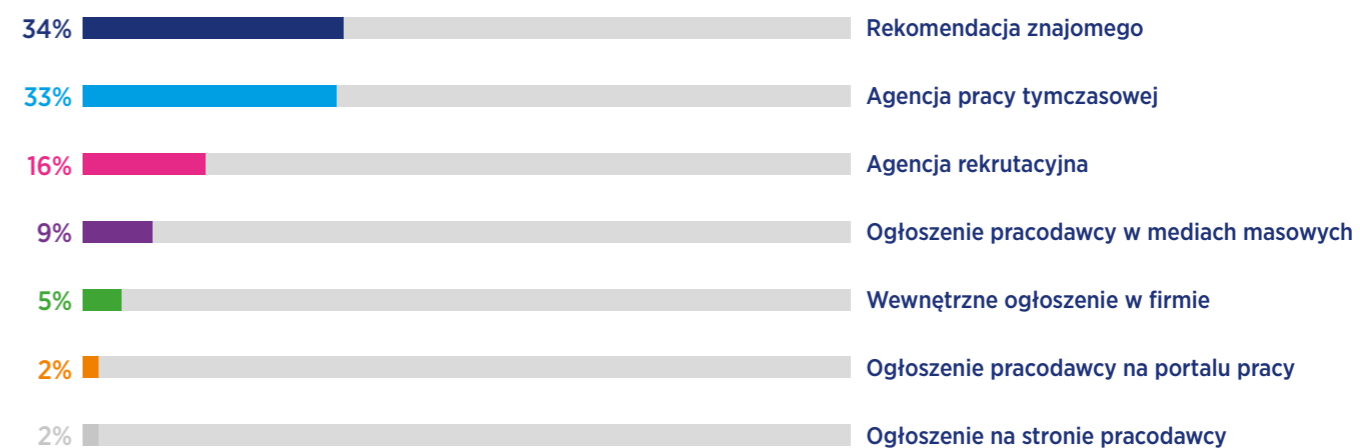 34% Rekomendacja znajomego
33% Agencja pracy tymczasowej
16% Agencja rekrutacyjna
9% Ogłoszenie pracodawcy w mediach masowych
5% Wewnętrzne ogłoszenie w firmie
2% Ogłoszenie pracodawcy na portalu pracy
2% Ogłoszenie na stronie pracodawcy